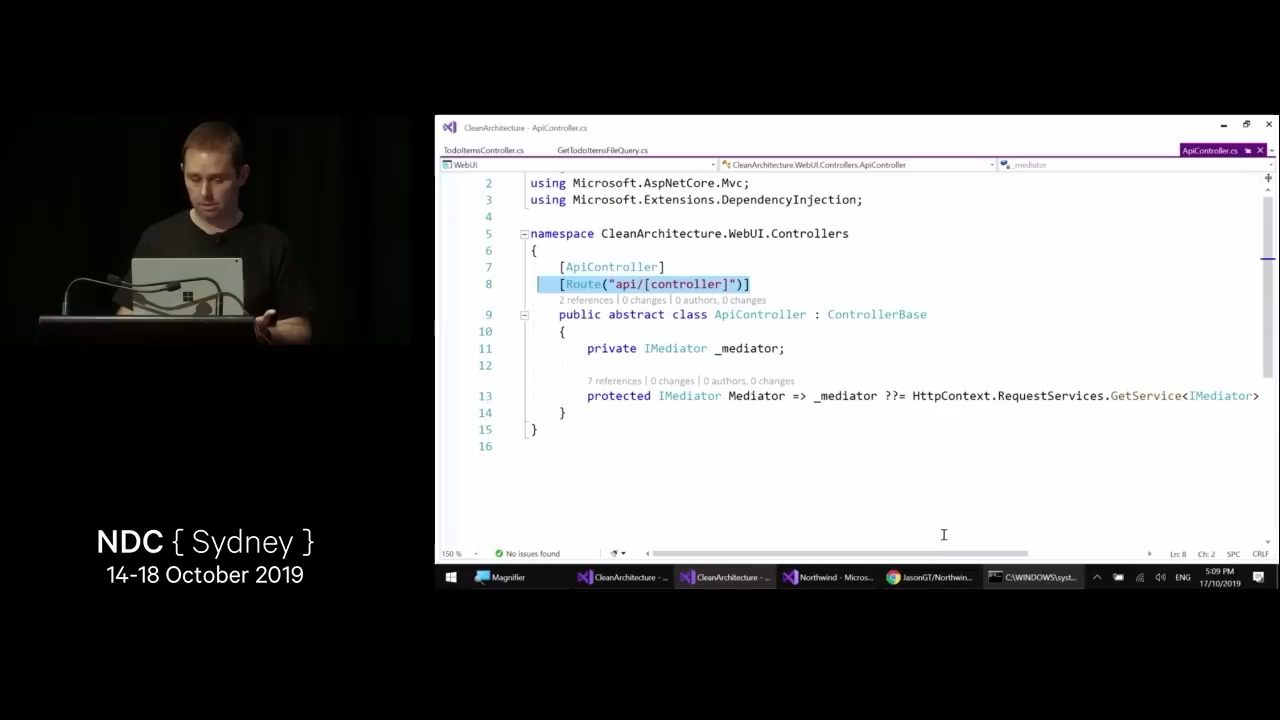 CleanArchitecture - ApiController.cs
TodoItemsController.cs GetTodoItemsFileQuery.cs ApiController.cs
WebUI CleanArchitecture.WebUI.Controllers.ApiController _mediator
2 using Microsoft.AspNetCore.Mvc;
3 using Microsoft.Extensions.DependencyInjection;
4
5 namespace CleanArchitecture.WebUI.Controllers
6 {
7 [ApiController]
8 [Route("api/[controller]")]
2 references | 0 changes | 0 authors, 0 changes
9 public abstract class ApiController : ControllerBase
10 {
11 private IMediator _mediator;
12
7 references | 0 changes | 0 authors, 0 changes
13 protected IMediator Mediator => _mediator ??= HttpContext.RequestServices.GetService<IMediator>
14 }
15 }
16
150 % No issues found Ln: 8 Ch: 2 SPC CRLF
Magnifier CleanArchitecture - ... CleanArchitecture - ... Northwind - Micros... JasonGT/Northwin... C:\WINDOWS\syst... ENG 5:09 PM
17/10/2019
NDC { Sydney }
14-18 October 2019